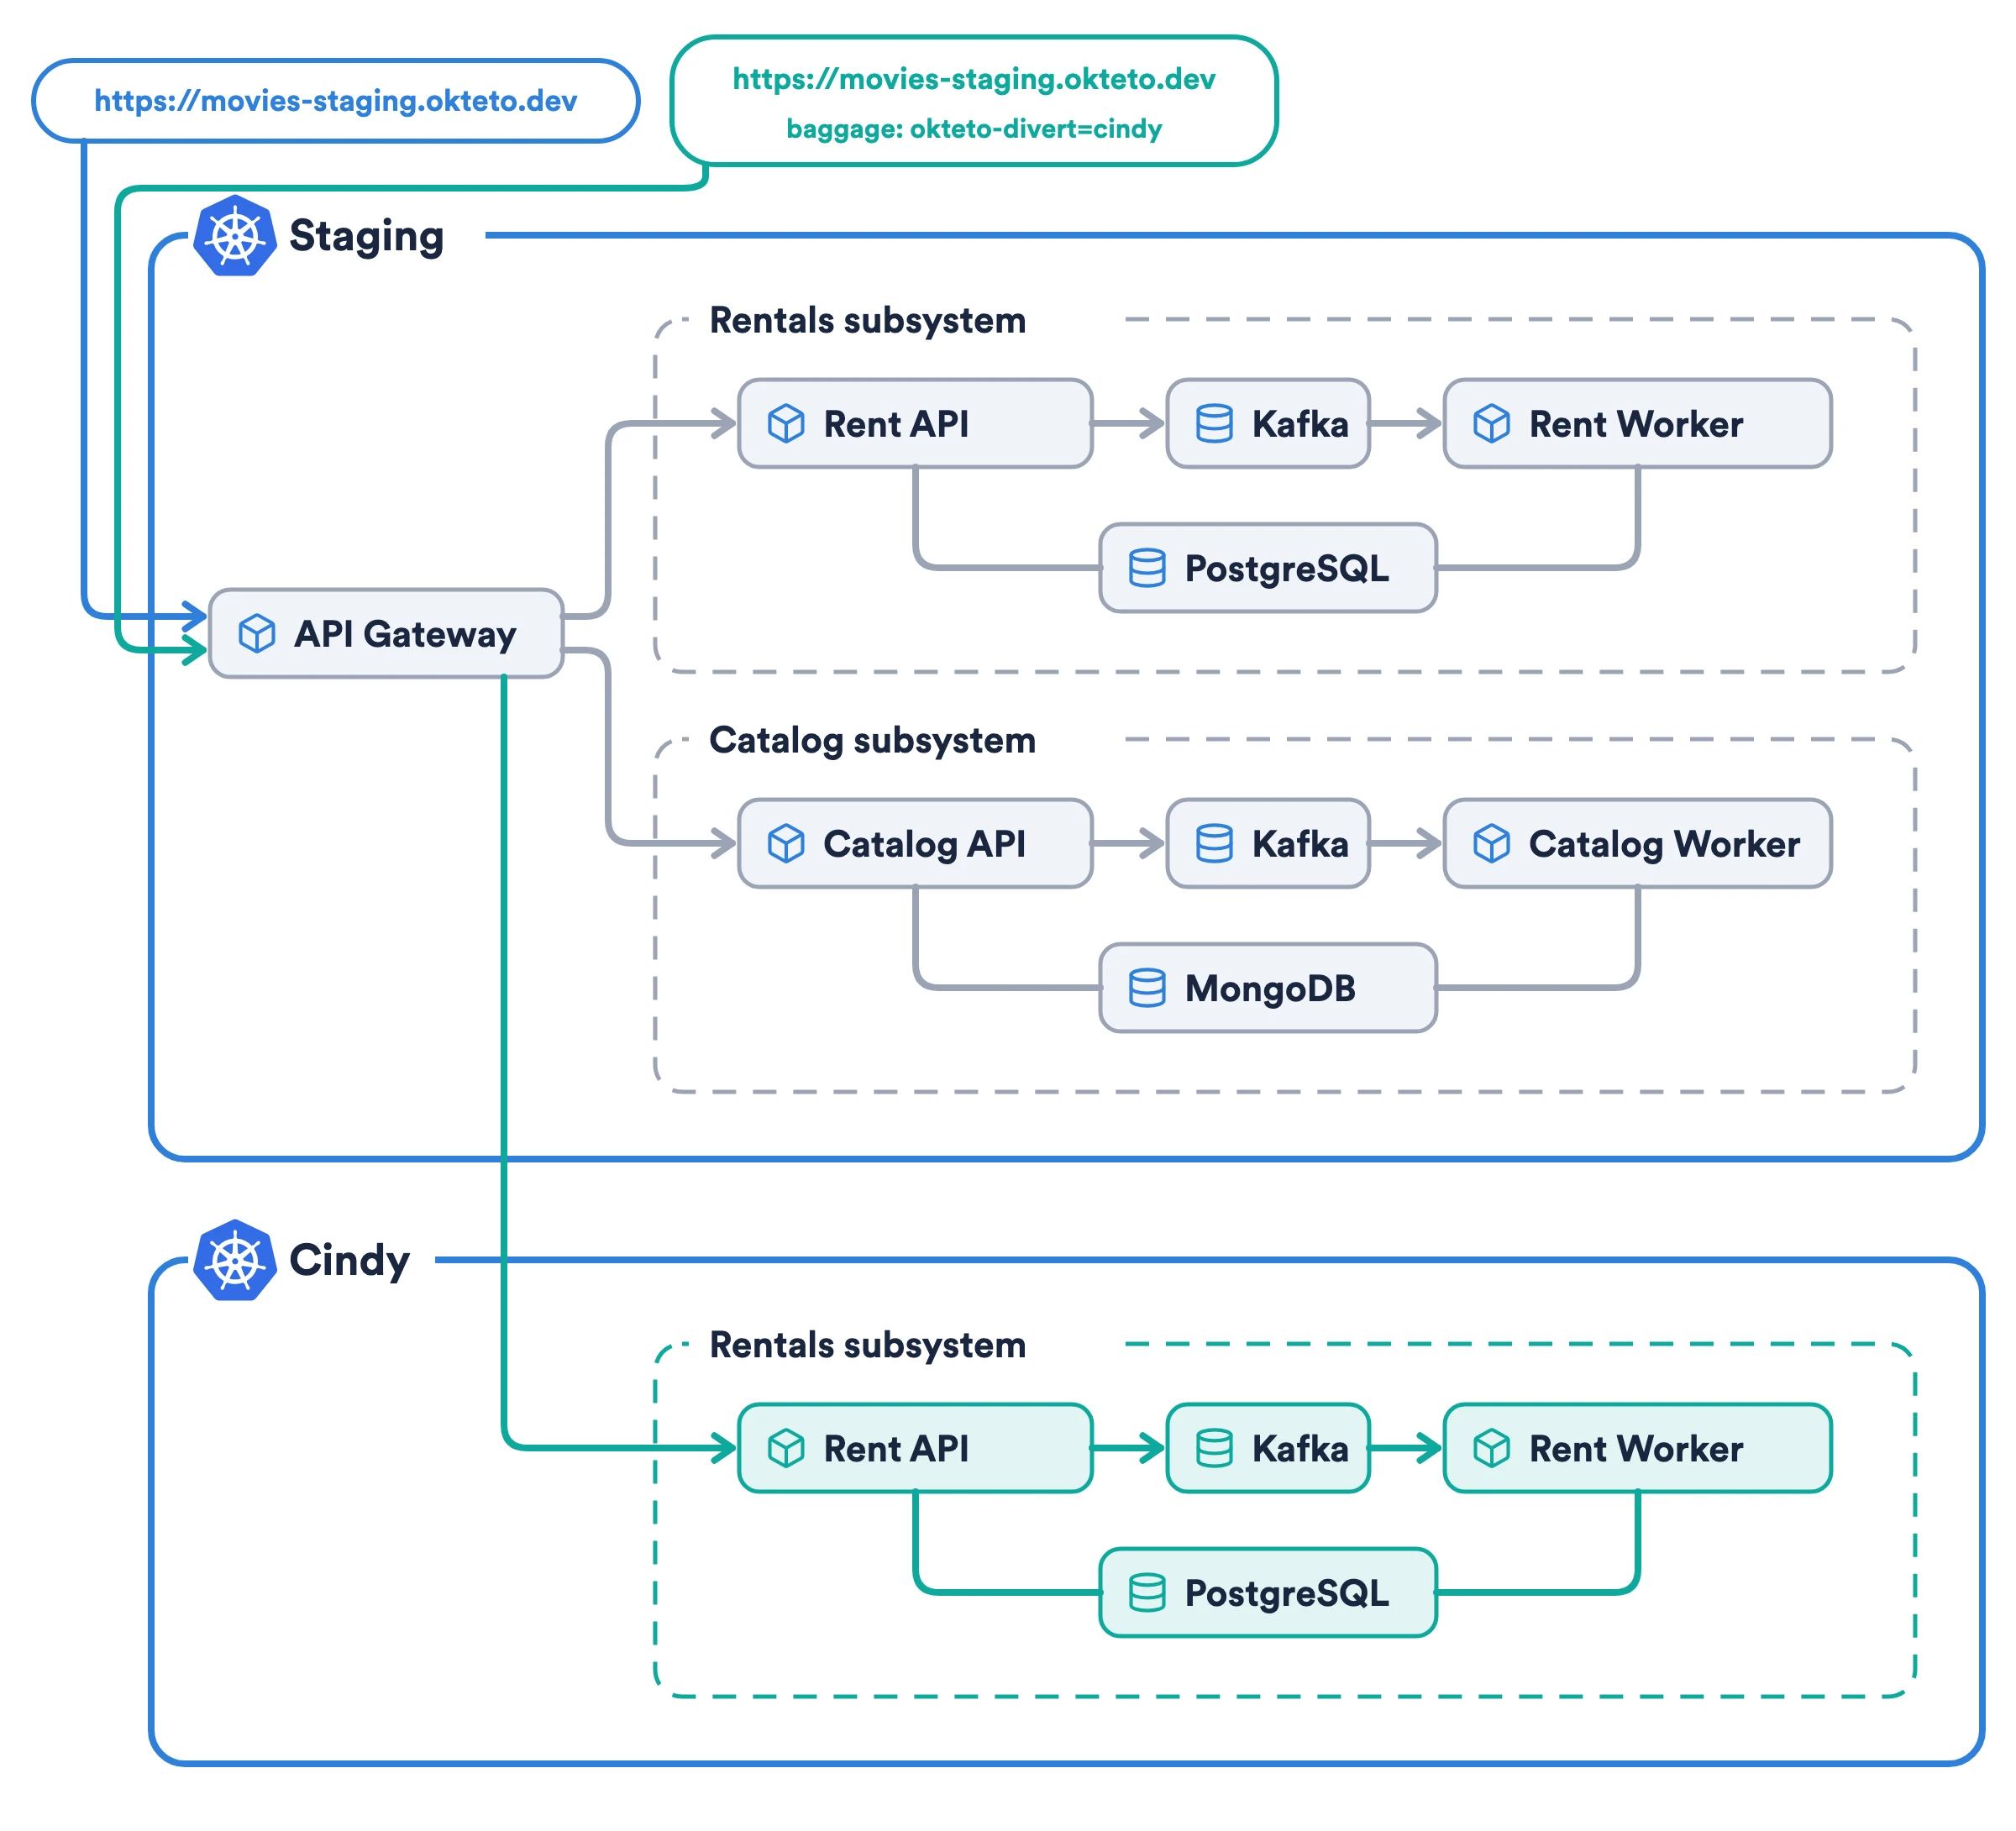 https://movies-staging.okteto.dev
https://movies-staging.okteto.dev
baggage: okteto-divert=cindy
Staging
Rentals subsystem
Rent API
Kafka
Rent Worker
PostgreSQL
API Gateway
Catalog subsystem
Catalog API
Kafka
Catalog Worker
MongoDB
Cindy
Rentals subsystem
Rent API
Kafka
Rent Worker
PostgreSQL